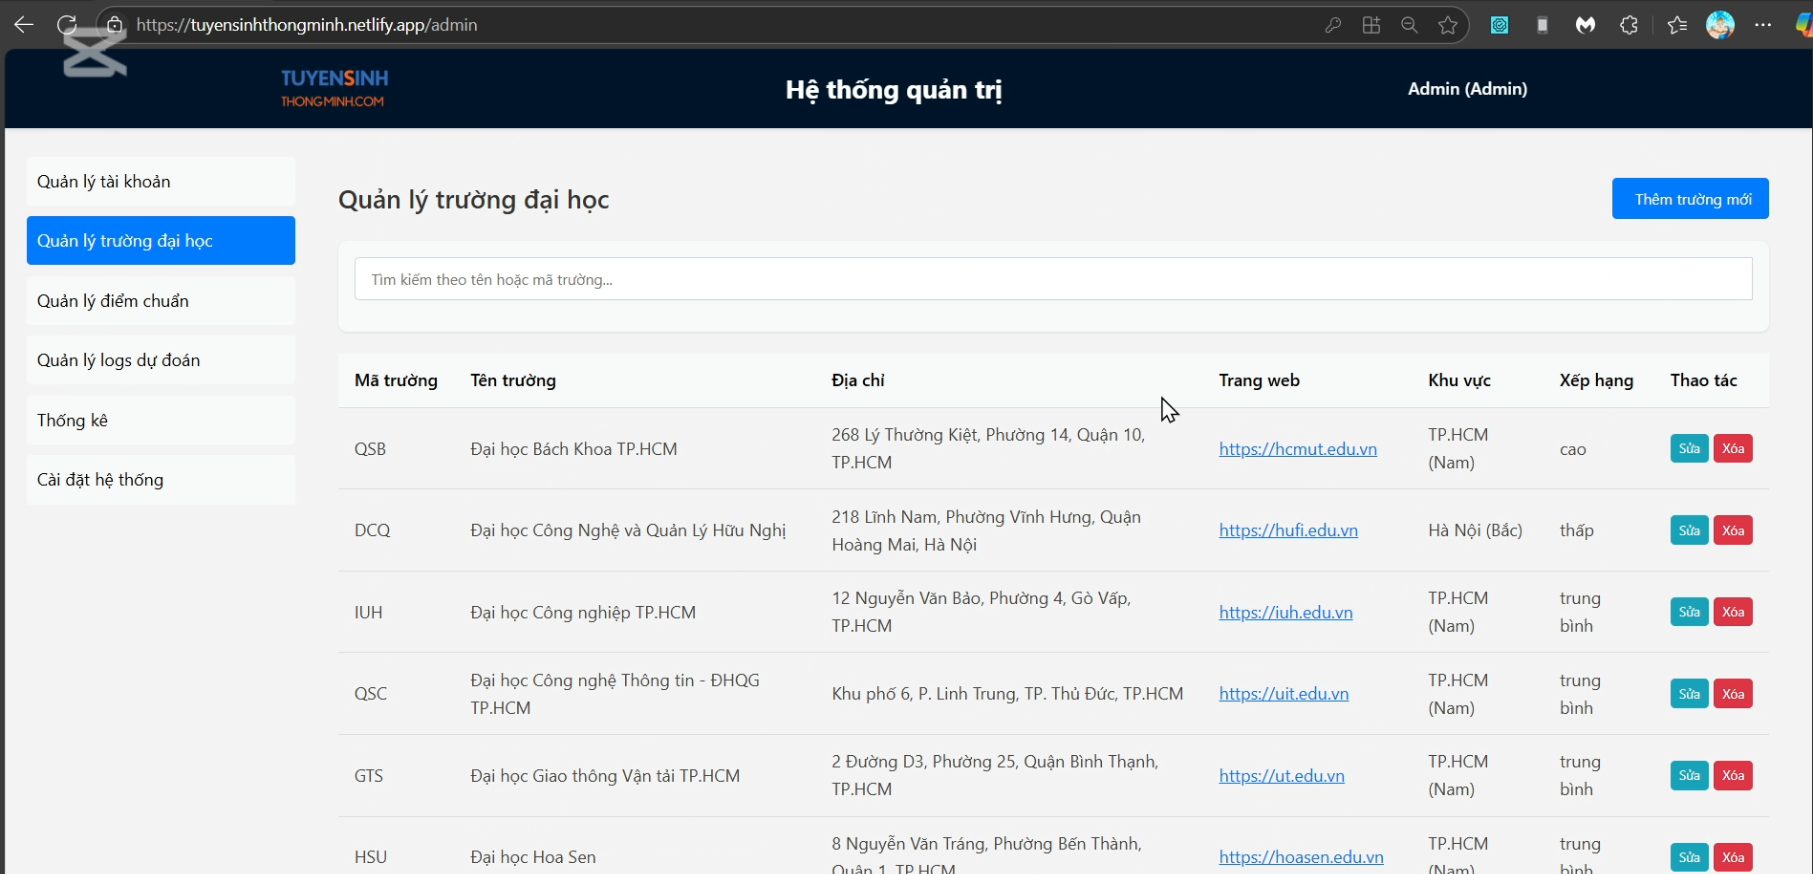 https://tuyensinhthongminh.netlify.app/admin
TUYENSINH
THONGMINH.COM
Hệ thống quản trị
Admin (Admin)
Quản lý tài khoản
Quản lý trường đại học
Quản lý điểm chuẩn
Quản lý logs dự đoán
Thống kê
Cài đặt hệ thống
Quản lý trường đại học
Thêm trường mới
Tìm kiếm theo tên hoặc mã trường...
Mã trường Tên trường Địa chỉ Trang web Khu vực Xếp hạng Thao tác
QSB Đại học Bách Khoa TP.HCM 268 Lý Thường Kiệt, Phường 14, Quận 10, https://hcmut.edu.vn TP.HCM cao Sửa Xóa
TP.HCM (Nam)
DCQ Đại học Công Nghệ và Quản Lý Hữu Nghị 218 Lĩnh Nam, Phường Vĩnh Hưng, Quận https://hufi.edu.vn Hà Nội (Bắc) thấp Sửa Xóa
Hoàng Mai, Hà Nội
IUH Đại học Công nghiệp TP.HCM 12 Nguyễn Văn Bảo, Phường 4, Gò Vấp, https://iuh.edu.vn TP.HCM trung Sửa Xóa
TP.HCM (Nam) bình
QSC Đại học Công nghệ Thông tin - ĐHQG Khu phố 6, P. Linh Trung, TP. Thủ Đức, TP.HCM https://uit.edu.vn TP.HCM trung Sửa Xóa
TP.HCM (Nam) bình
GTS Đại học Giao thông Vận tải TP.HCM 2 Đường D3, Phường 25, Quận Bình Thạnh, https://ut.edu.vn TP.HCM trung Sửa Xóa
TP.HCM (Nam) bình
HSU Đại học Hoa Sen 8 Nguyễn Văn Tráng, Phường Bến Thành, https://hoasen.edu.vn TP.HCM trung Sửa Xóa
Quận 1, TP.HCM (Nam) bình